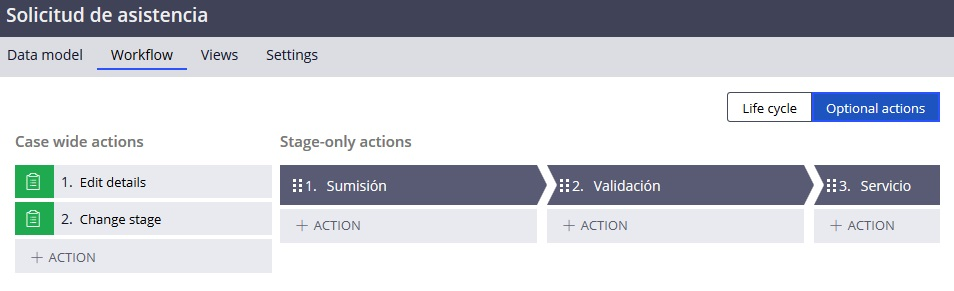 Solicitud de asistencia
Data model Workflow Views Settings
Life cycle Optional actions
Case wide actions Stage-only actions
1. Edit details 1. Sumisión 2. Validación 3. Servicio
2. Change stage + ACTION + ACTION + ACTION
+ ACTION